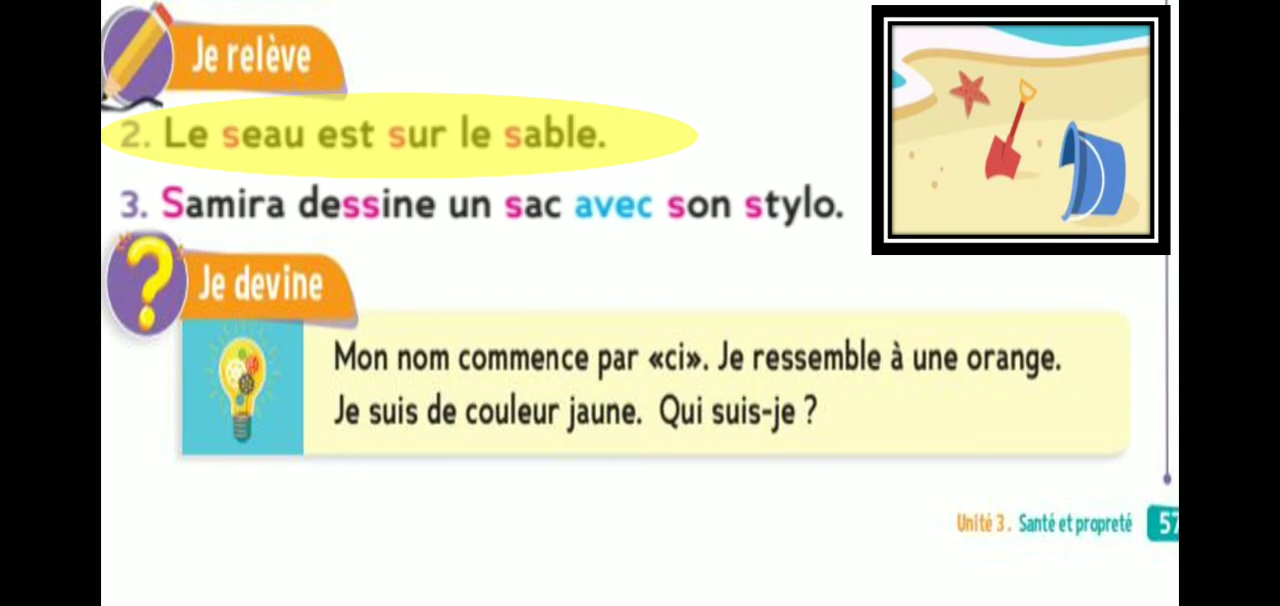 Je relève
2. Le seau est sur le sable.
3. Samira dessine un sac avec son stylo.
Je devine
Mon nom commence par «ci». Je ressemble à une orange.
Je suis de couleur jaune. Qui suis-je ?
Unité 3. Santé et propreté 57